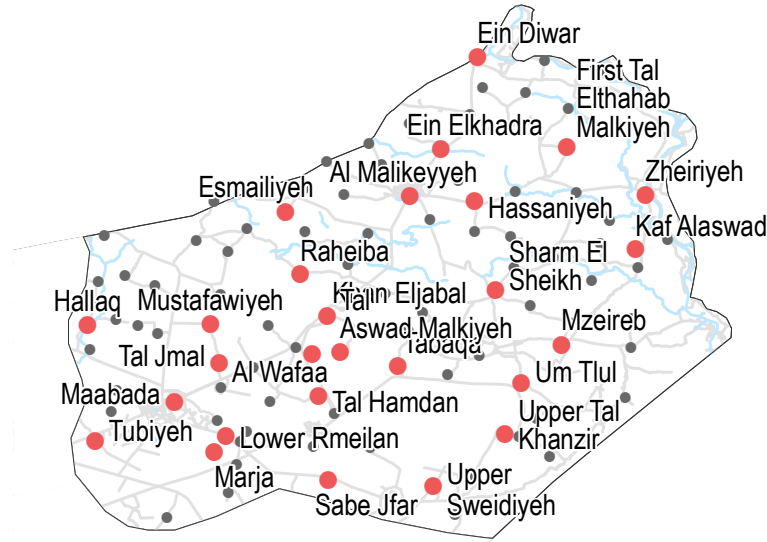 Ein Diwar
First Tal
Elthahab
Malkiyeh
Ein Elkhadra
Al Malikeyyeh
Zheiriyeh
Esmailiyeh
Hassaniyeh
Kaf Alaswad
Raheiba
Sharm El
Sheikh
Hallaq
Mustafawiyeh
Khan Eljabal
Tal
Aswad-Malkiyeh
Mzeireb
Tal Jmal
Al Wafaa
Tabaqa
Um Tlul
Maabada
Tal Hamdan
Upper Tal
Khanzir
Tubiyeh
Lower Rmeilan
Marja
Sabe Jfar
Upper
Sweidiyeh